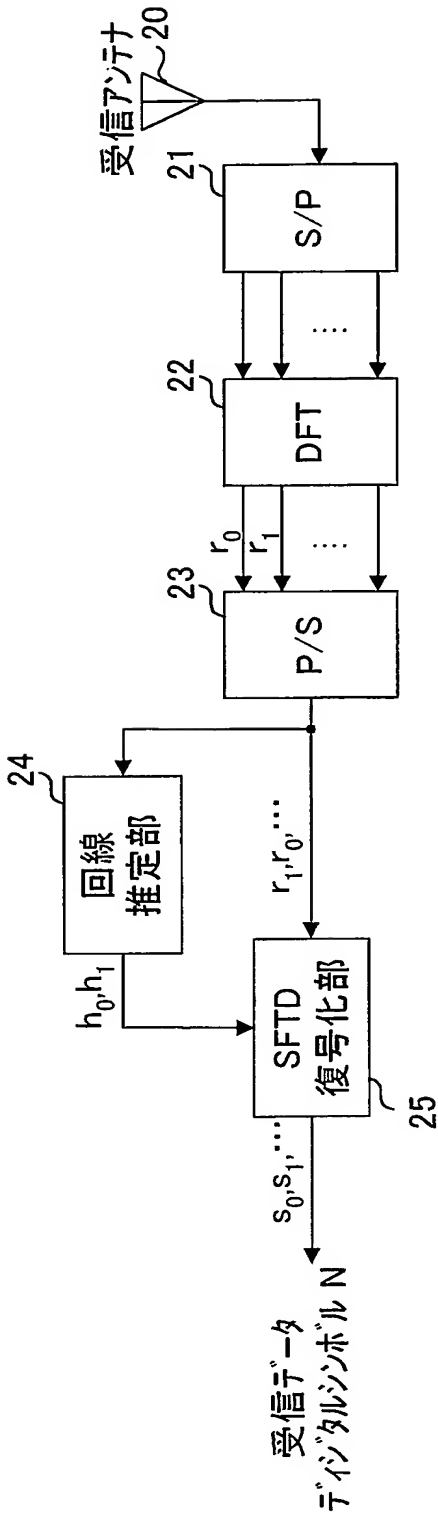 受信アンテナ
20
21
S/P
‥‥
22
DFT
r₀
r₁
‥‥
23
P/S
24
回線
推定部
h₀,h₁
r₁,r₀,…
SFTD
復号化部
25
s₀,s₁,…
受信データ
ディジタルシンボル N